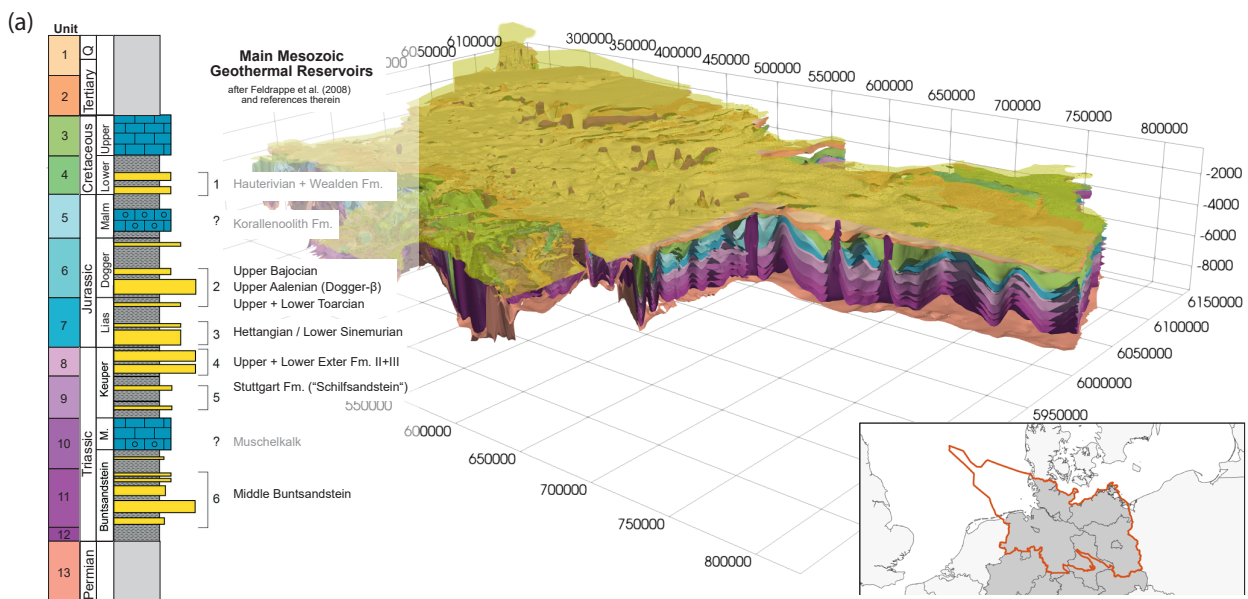 (a)
Unit
1
2
3
4
5
6
7
8
9
10
11
12
13
Q
Tertiary
Cretaceous
Upper
Lower
Jurassic
Malm
Dogger
Lias
Triassic
Keuper
M.
Buntsandstein
Permian
Main Mesozoic
Geothermal Reservoirs
after Feldrappe et al. (2008)
and references therein
1 Hauterivian + Wealden Fm.
? Korallenoolith Fm.
Upper Bajocian
2 Upper Aalenian (Dogger-β)
Upper + Lower Toarcian
3 Hettangian / Lower Sinemurian
4 Upper + Lower Exter Fm. II+III
Stuttgart Fm. ("Schilfsandstein")
5
? Muschelkalk
6 Middle Buntsandstein
6050000
6100000
300000
350000
400000
450000
500000
550000
600000
650000
700000
750000
800000
-2000
-4000
-6000
-8000
6150000
6100000
6050000
6000000
5950000
550000
600000
650000
700000
750000
800000